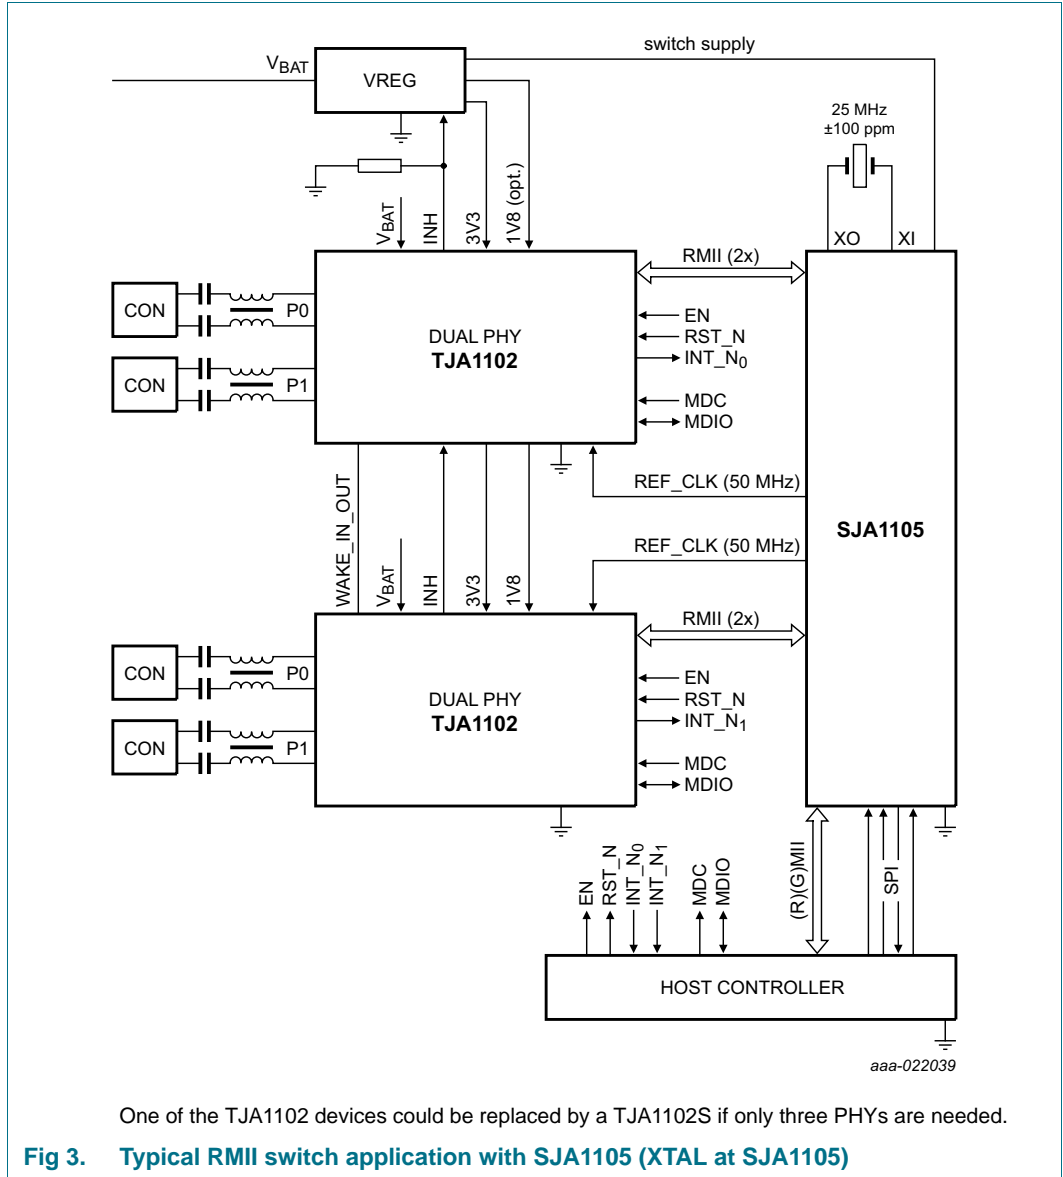 switch supply
VBAT
VREG
25 MHz
±100 ppm
VBAT
INH
3V3
1V8 (opt.)
XO
XI
RMII (2x)
CON
P0
CON
P1
DUAL PHY
TJA1102
EN
RST_N
INT_N0
MDC
MDIO
REF_CLK (50 MHz)
SJA1105
WAKE_IN_OUT
VBAT
INH
3V3
1V8
REF_CLK (50 MHz)
RMII (2x)
CON
P0
CON
P1
DUAL PHY
TJA1102
EN
RST_N
INT_N1
MDC
MDIO
EN
RST_N
INT_N0
INT_N1
MDC
MDIO
(R)(G)MII
SPI
HOST CONTROLLER
aaa-022039
One of the TJA1102 devices could be replaced by a TJA1102S if only three PHYs are needed.
Fig 3. Typical RMII switch application with SJA1105 (XTAL at SJA1105)